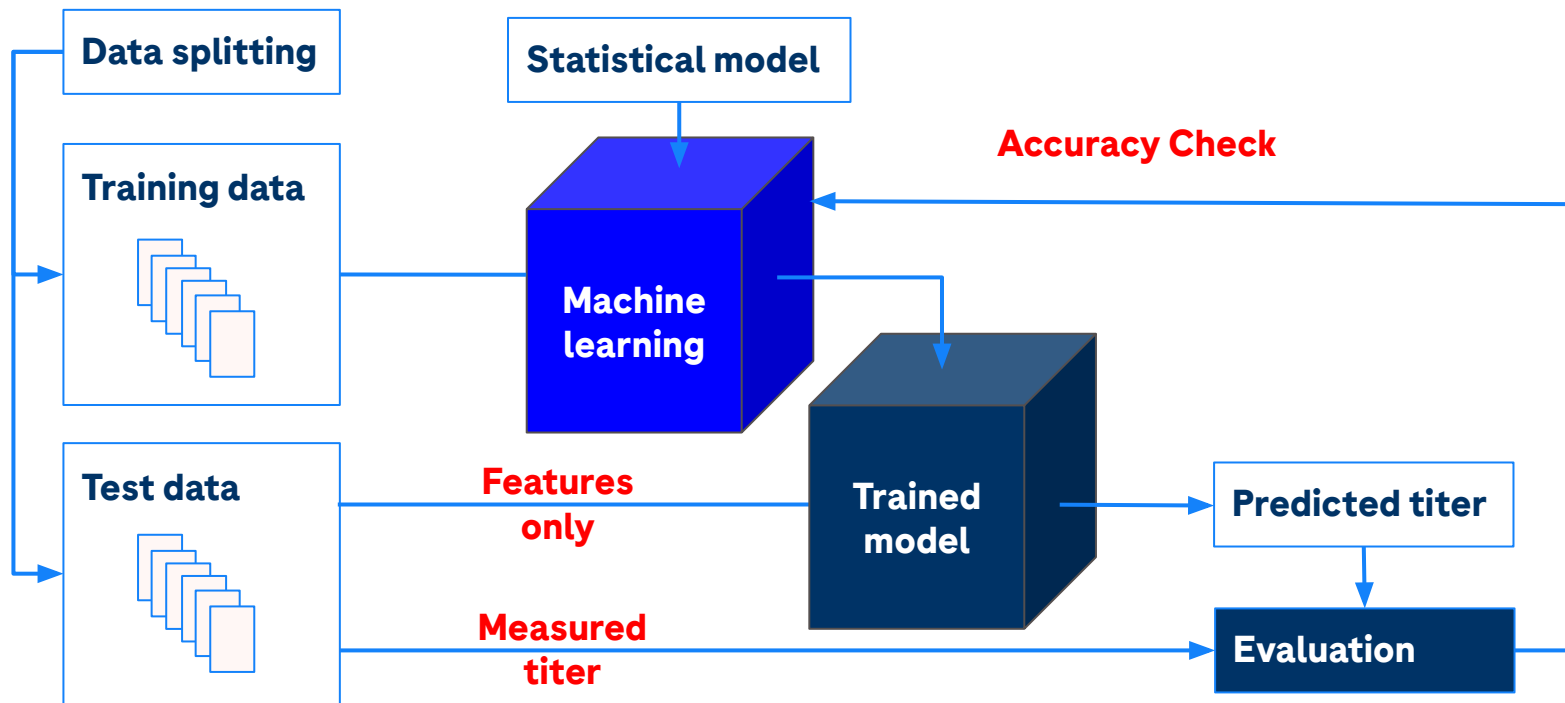 Data splitting
Statistical model
Accuracy Check
Training data
Machine
learning
Test data
Features
only
Trained
model
Predicted titer
Measured
titer
Evaluation